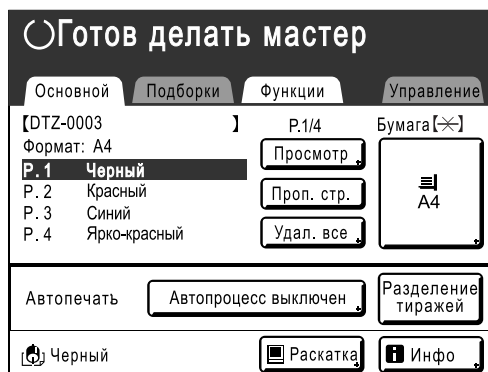 Готов делать мастер
Основной Подборки Функции Управление
【DTZ-0003 】 P.1/4 Бумага【】
Формат: A4 Просмотр
P. 1 Черный
P. 2 Красный Проп. стр. A4
P. 3 Синий
P. 4 Ярко-красный Удал. все
Автопечать Автопроцесс выключен Разделение
тиражей
Черный Раскатка Инфо